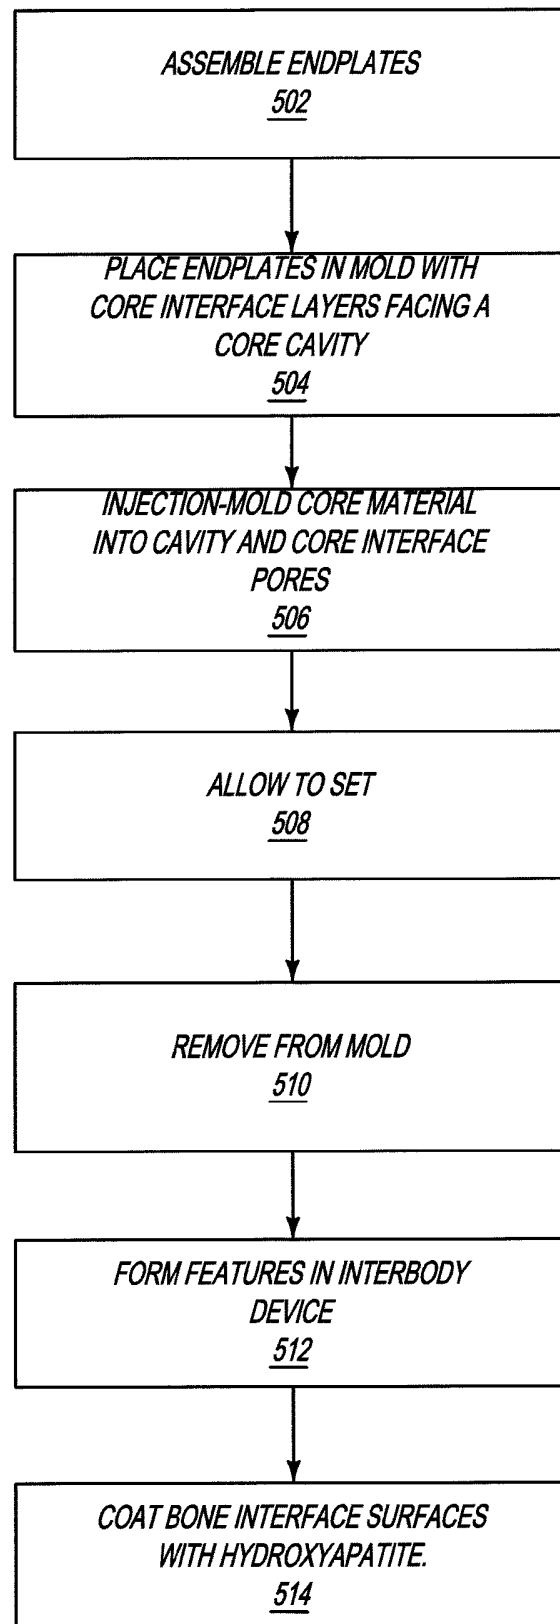 ASSEMBLE ENDPLATES
502
PLACE ENDPLATES IN MOLD WITH
CORE INTERFACE LAYERS FACING A
CORE CAVITY
504
INJECTION-MOLD CORE MATERIAL
INTO CAVITY AND CORE INTERFACE
PORES
506
ALLOW TO SET
508
REMOVE FROM MOLD
510
FORM FEATURES IN INTERBODY
DEVICE
512
COAT BONE INTERFACE SURFACES
WITH HYDROXYAPATITE.
514